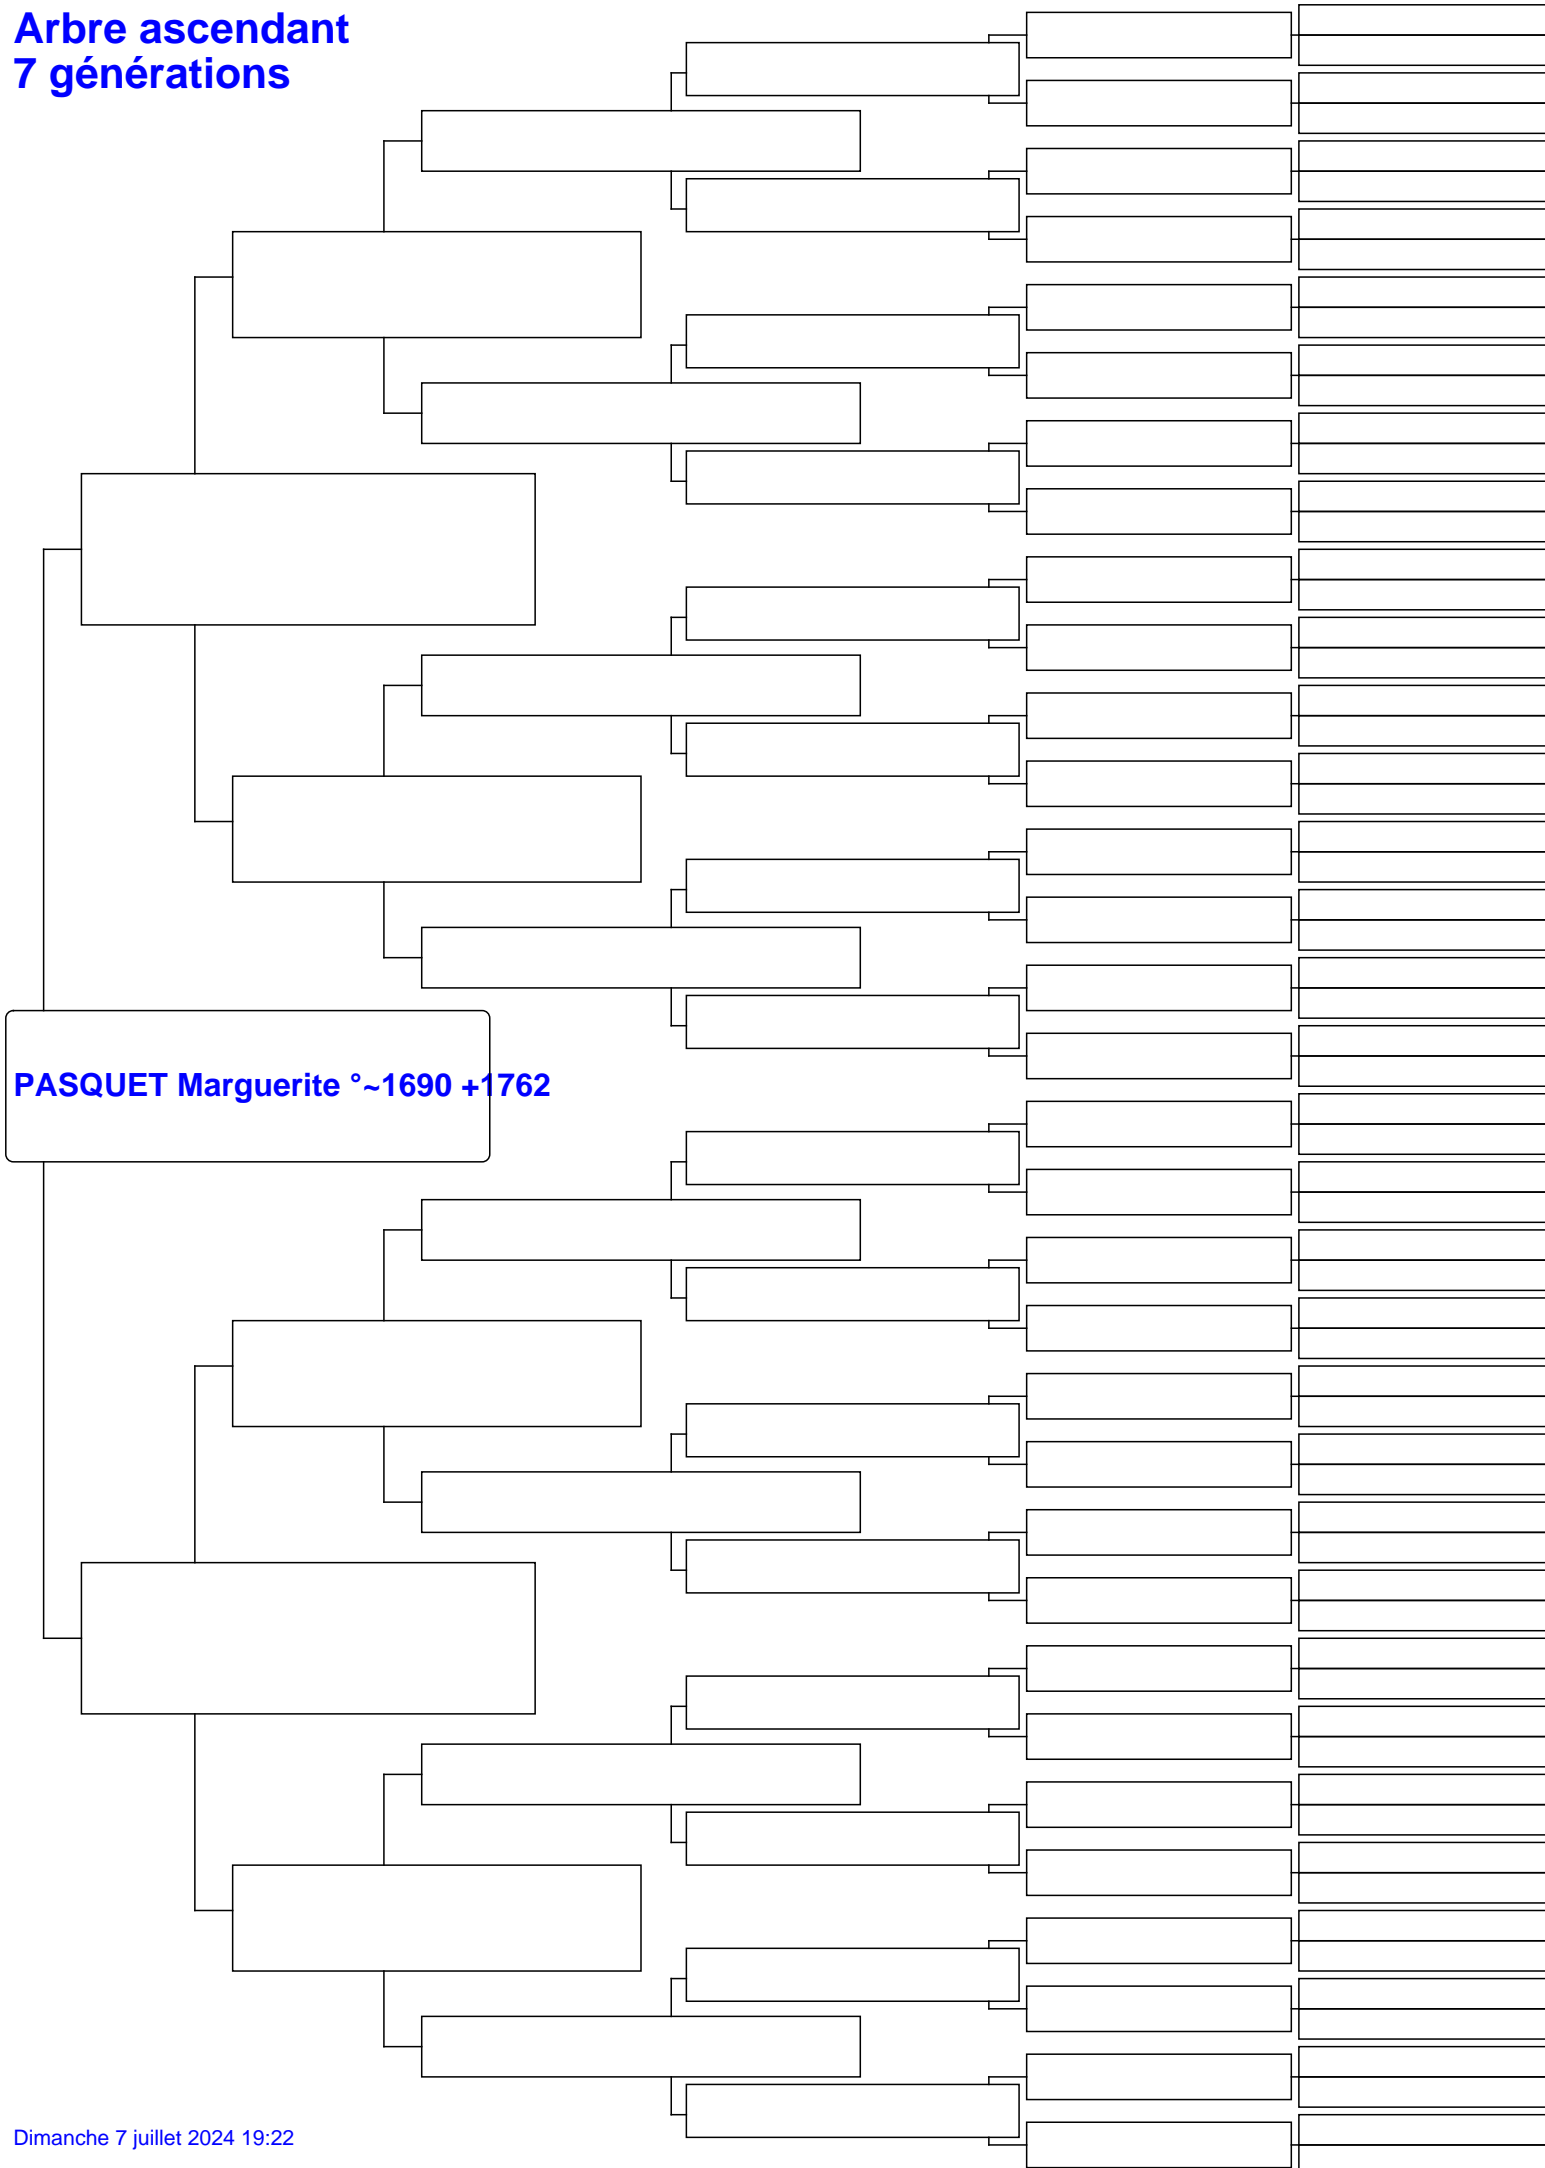 Arbre ascendant
7 générations
PASQUET Marguerite °~1690 +1762
Dimanche 7 juillet 2024 19:22